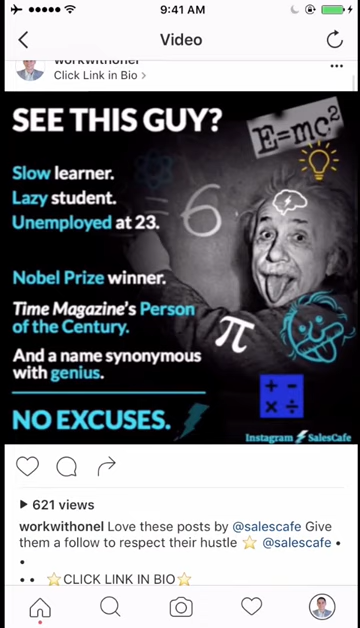 9:41 AM
Video
workwithonel
Click Link in Bio >
SEE THIS GUY?
E=mc²
Slow learner.
Lazy student.
= 6
Unemployed at 23.
Nobel Prize winner.
Time Magazine's Person
of the Century.
π
And a name synonymous
with genius.
+ -
× ÷
NO EXCUSES.
Instagram SalesCafe
621 views
workwithonel Love these posts by @salescafe Give
them a follow to respect their hustle ⭐ @salescafe •
•
• • ⭐CLICK LINK IN BIO⭐